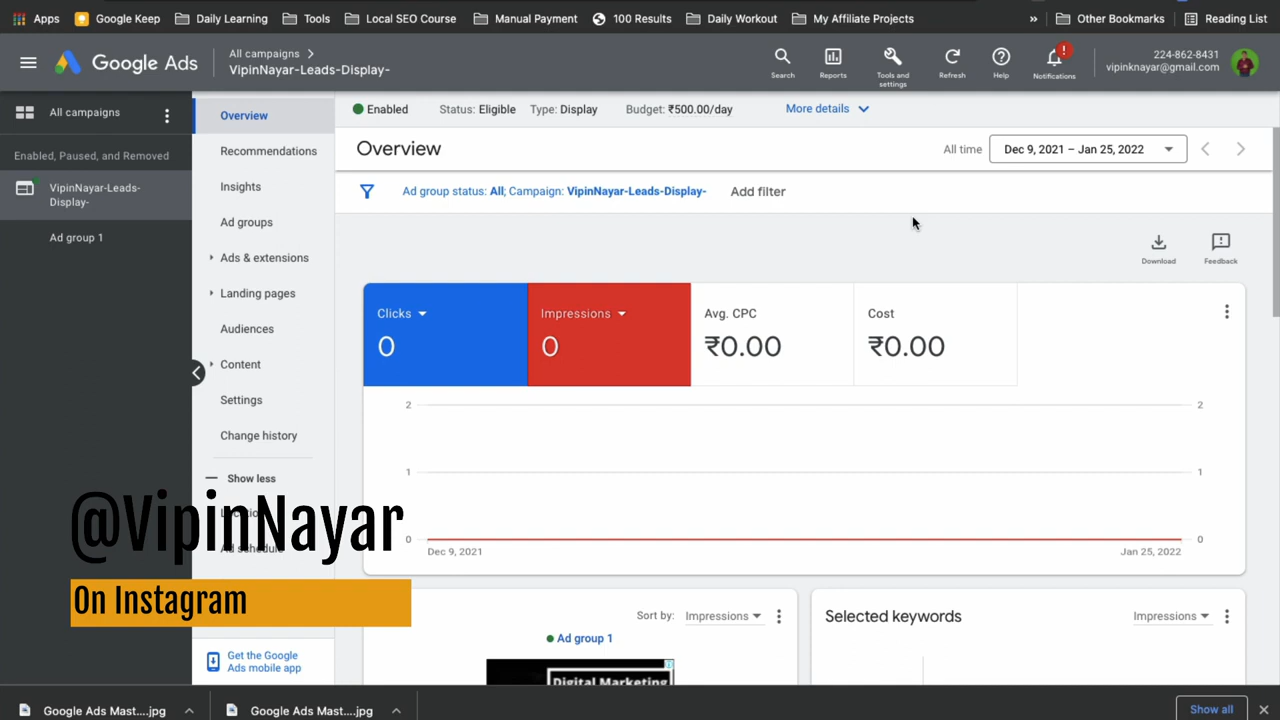 Apps
Google Keep
Daily Learning
Tools
Local SEO Course
Manual Payment
100 Results
Daily Workout
My Affiliate Projects
»
Other Bookmarks
Reading List
Google Ads
All campaigns
VipinNayar-Leads-Display-
Search
Reports
Tools and settings
Refresh
Help
!
Notifications
224-862-8431
vipinknayar@gmail.com
All campaigns
Enabled, Paused, and Removed
VipinNayar-Leads-
Display-
Ad group 1
Overview
Recommendations
Insights
Ad groups
Ads & extensions
Landing pages
Audiences
Content
Settings
Change history
Show less
Ad schedule
Get the Google
Ads mobile app
Enabled
Status: Eligible
Type: Display
Budget: ₹500.00/day
More details
Overview
All time
Dec 9, 2021 – Jan 25, 2022
Ad group status: All; Campaign: VipinNayar-Leads-Display-
Add filter
Download
Feedback
Clicks
0
Impressions
0
Avg. CPC
₹0.00
Cost
₹0.00
2
2
1
1
0
0
Dec 9, 2021
Jan 25, 2022
@VipinNayar
On Instagram
Sort by: Impressions
Ad group 1
Digital Marketing
Selected keywords
Impressions
Google Ads Mast....jpg
Google Ads Mast....jpg
Show all